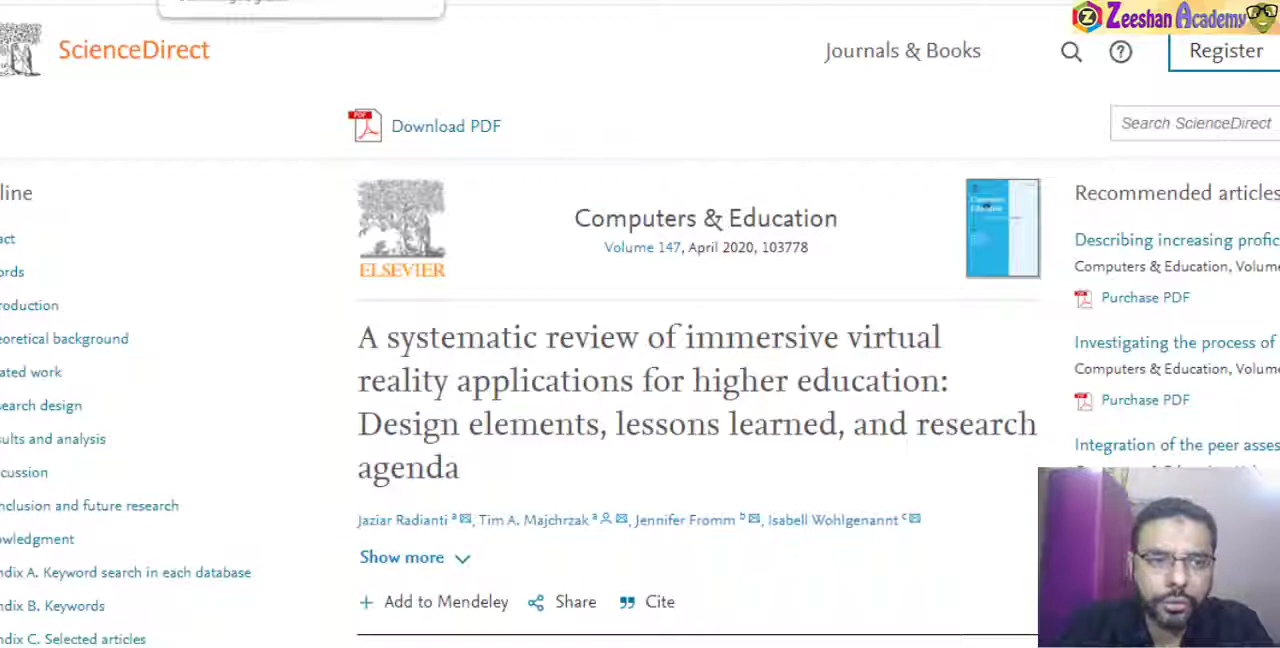 Zeeshan Academy
ScienceDirect
Journals & Books
Register
Download PDF
Search ScienceDirect
line
act
ords
roduction
eoretical background
ated work
search design
sults and analysis
cussion
nclusion and future research
owledgment
ndix A. Keyword search in each database
ndix B. Keywords
ndix C. Selected articles
ELSEVIER
Computers & Education
Volume 147, April 2020, 103778
A systematic review of immersive virtual
reality applications for higher education:
Design elements, lessons learned, and research
agenda
Jaziar Radianti a, Tim A. Majchrzak a, Jennifer Fromm b, Isabell Wohlgenannt c
Show more
+ Add to Mendeley Share Cite
Recommended articles
Describing increasing profic
Computers & Education, Volume
Purchase PDF
Investigating the process of
Computers & Education, Volume
Purchase PDF
Integration of the peer asses